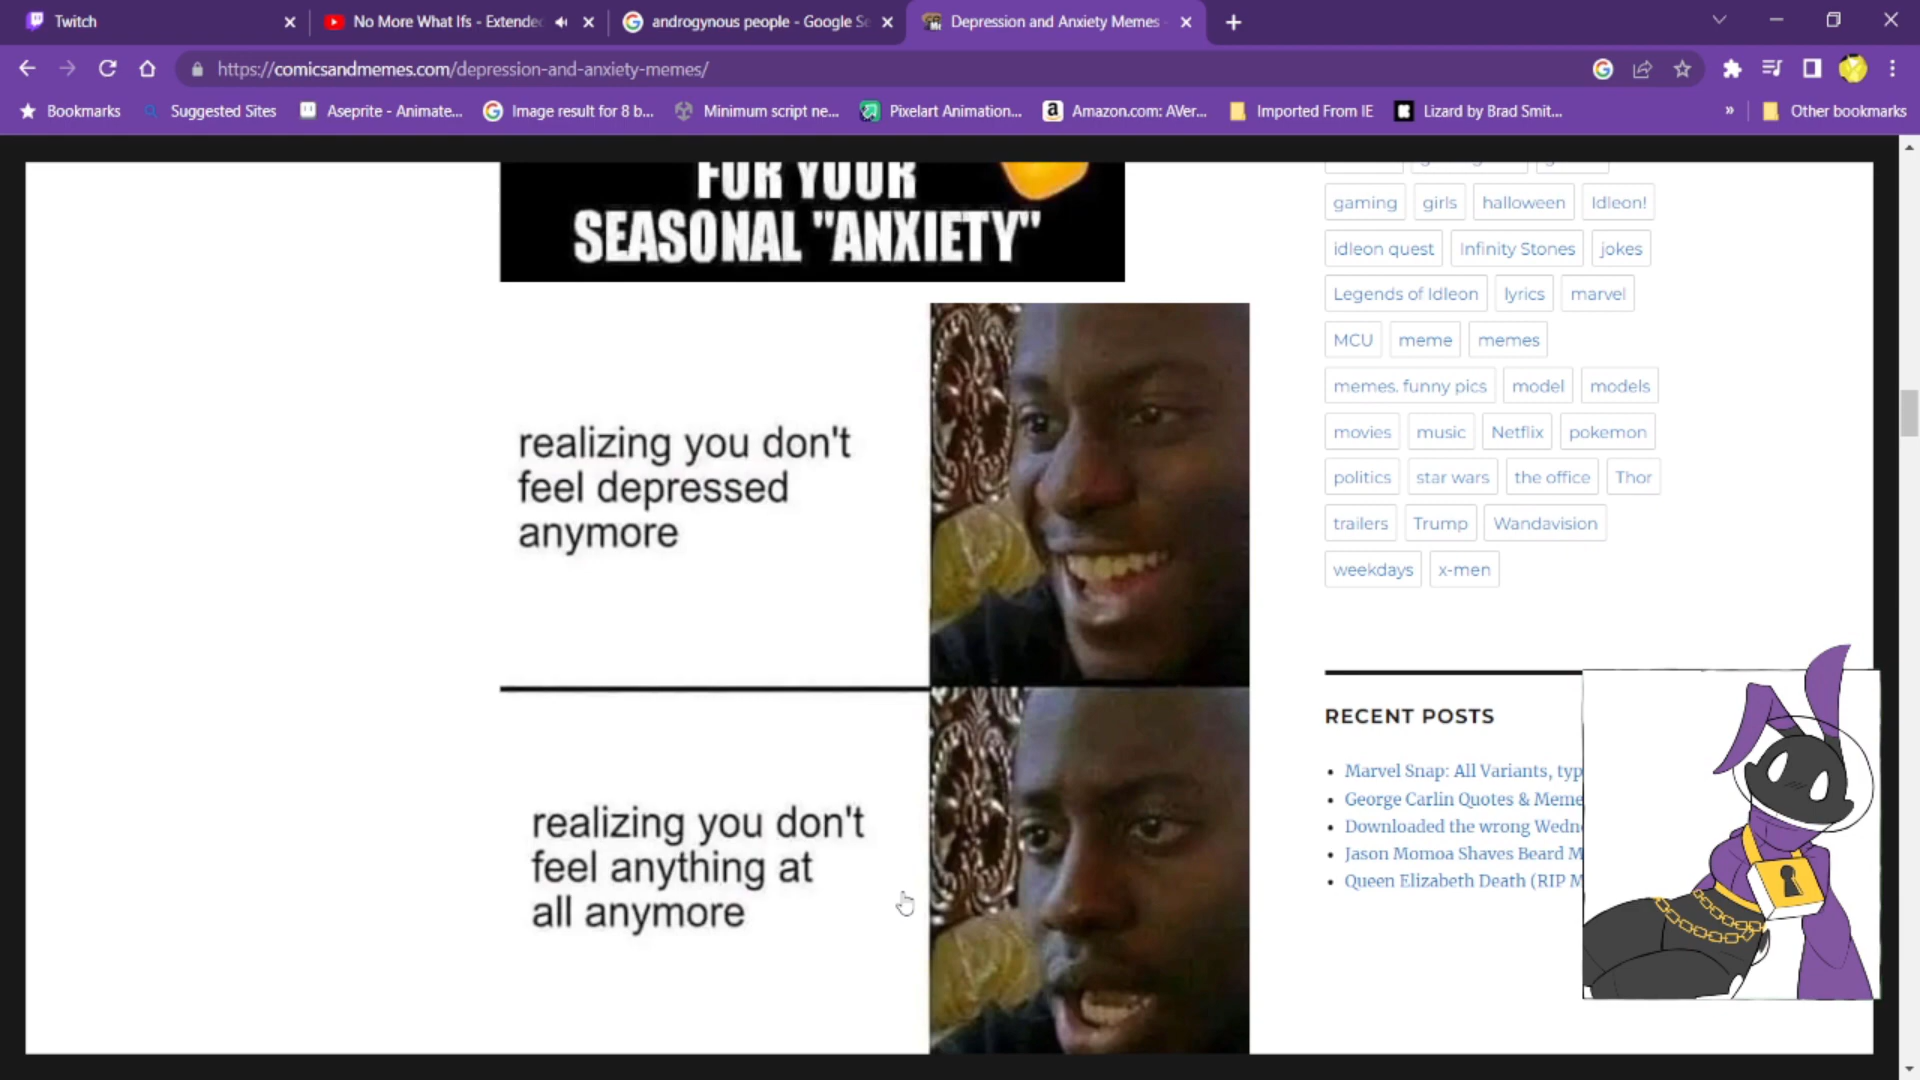 Twitch
No More What Ifs - Extende
androgynous people - Google Se
Depression and Anxiety Memes
https://comicsandmemes.com/depression-and-anxiety-memes/
Bookmarks
Suggested Sites
Aseprite - Animate...
Image result for 8 b...
Minimum script ne...
Pixelart Animation...
Amazon.com: AVer...
Imported From IE
Lizard by Brad Smit...
»
Other bookmarks
FOR YOUR
SEASONAL "ANXIETY"
realizing you don't
feel depressed
anymore
realizing you don't
feel anything at
all anymore
gaming girls halloween Idleon!
idleon quest Infinity Stones jokes
Legends of Idleon lyrics marvel
MCU meme memes
memes. funny pics model models
movies music Netflix pokemon
politics star wars the office Thor
trailers Trump Wandavision
weekdays x-men
RECENT POSTS
Marvel Snap: All Variants, typ
George Carlin Quotes & Meme
Downloaded the wrong Wedn
Jason Momoa Shaves Beard M
Queen Elizabeth Death (RIP M